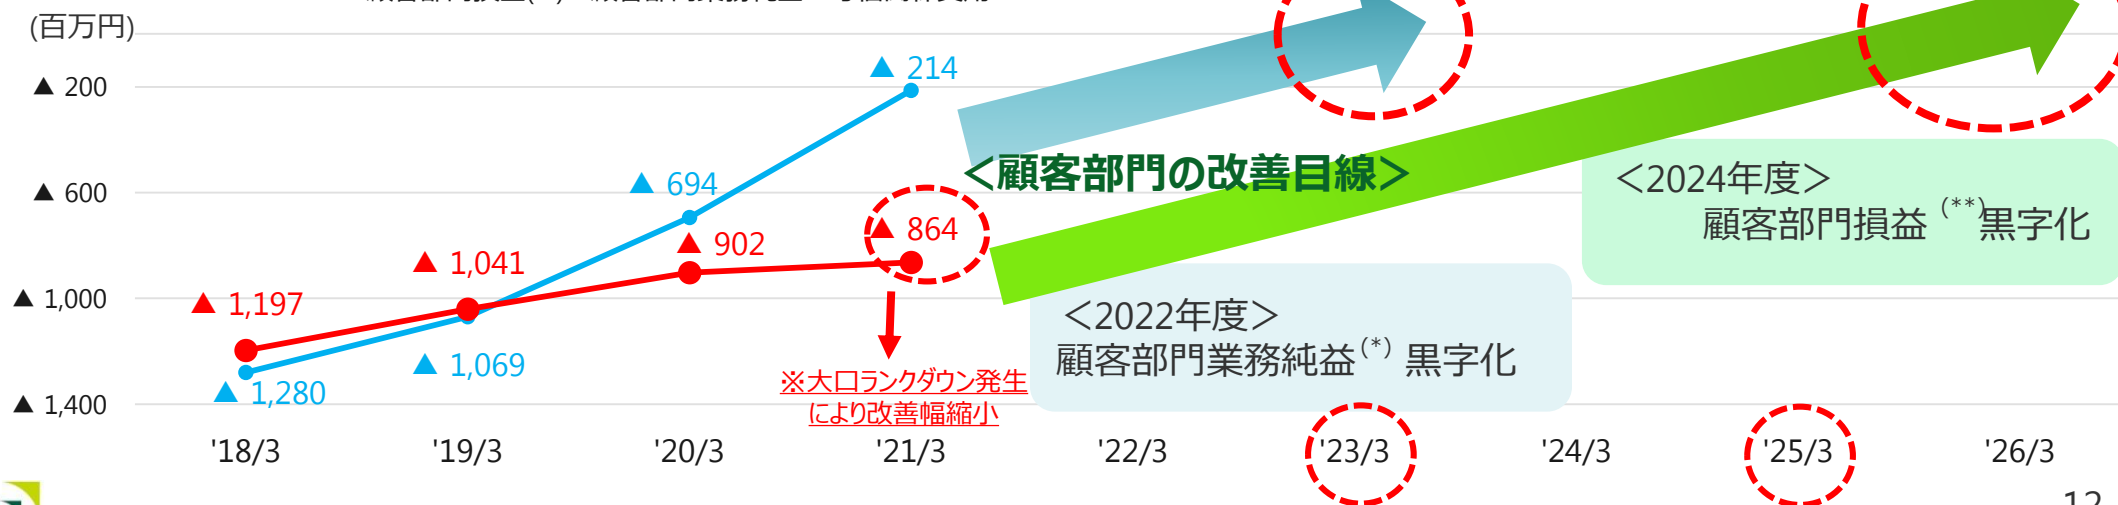 (百万円)
▲ 200
▲ 600
▲ 1,000
▲ 1,400
▲ 214
▲ 694
▲ 864
▲ 902
▲ 1,041
▲ 1,197
▲ 1,069
▲ 1,280
＜顧客部門の改善目線＞
＜2024年度＞
顧客部門損益(**)黒字化
＜2022年度＞
顧客部門業務純益(*) 黒字化
※大口ランクダウン発生
により改善幅縮小
'18/3 '19/3 '20/3 '21/3 '22/3 '23/3 '24/3 '25/3 '26/3